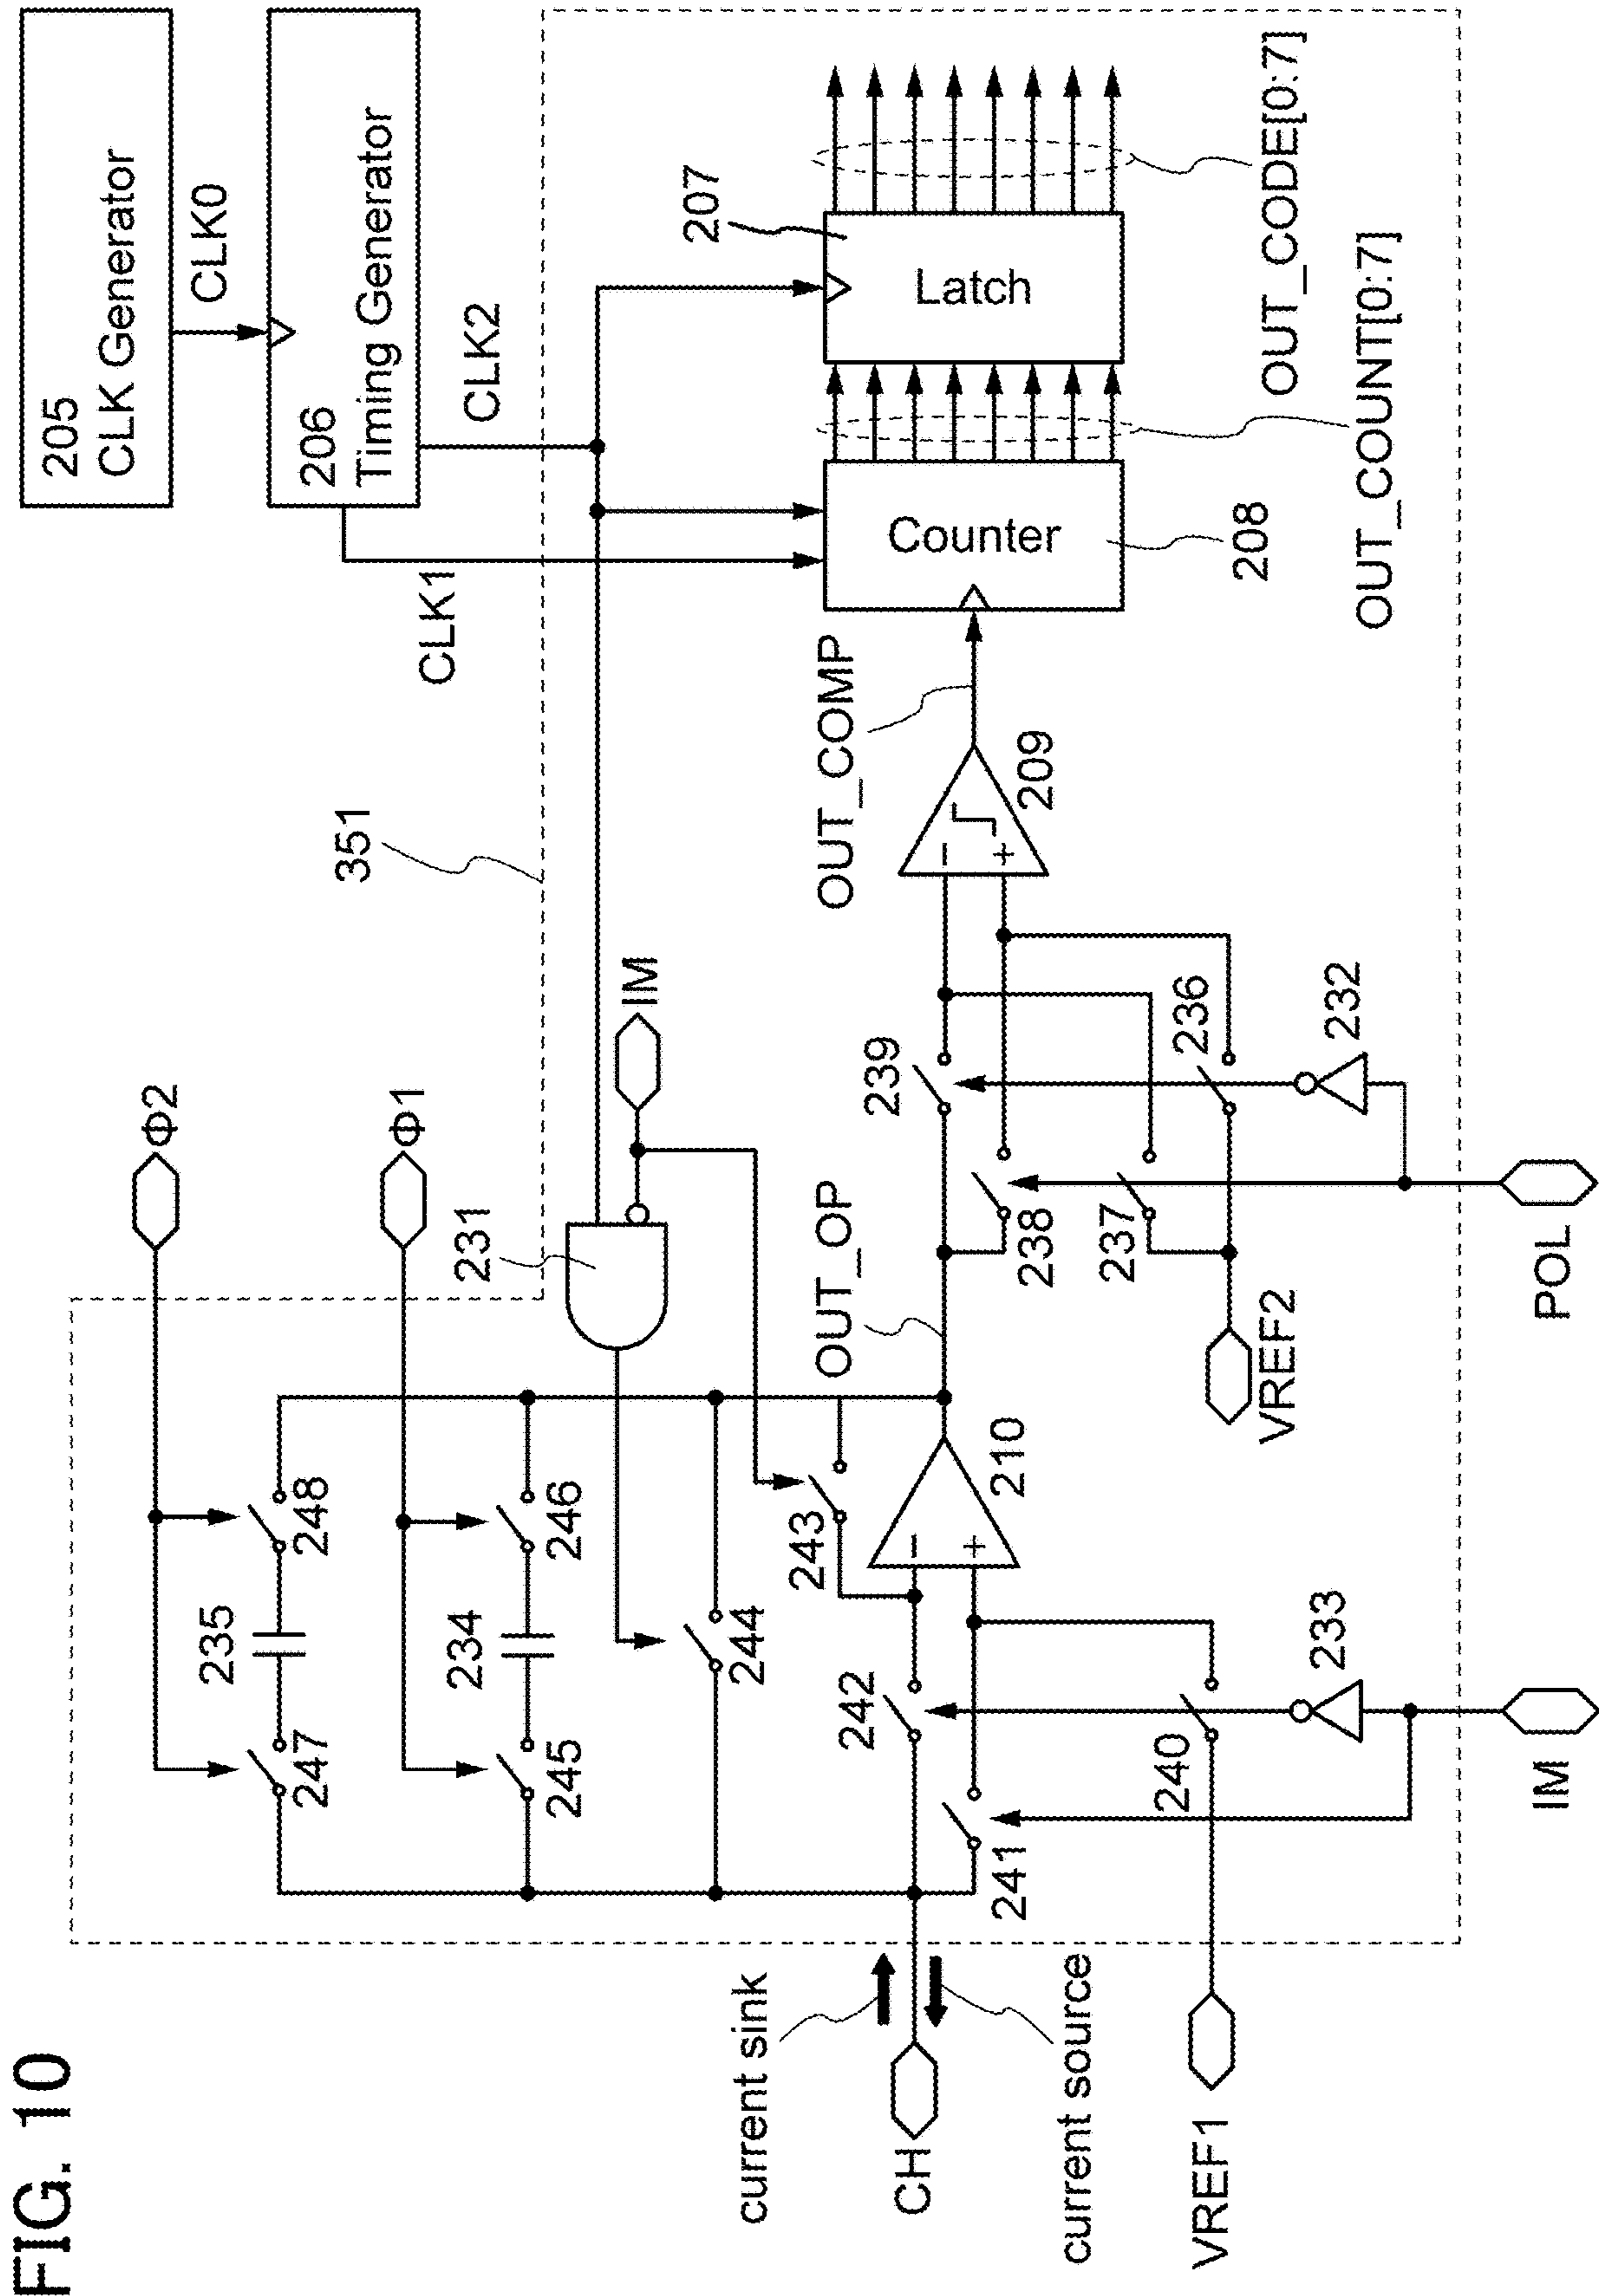 FIG. 10
205
CLK Generator
CLK0
206
Timing Generator
CLK2
CLK1
351
Φ2
Φ1
IM
231
235
247
248
234
245
246
244
243
242
241
240
233
IM
210
OUT_OP
current sink
CH
current source
VREF1
239
238
237
236
232
VREF2
POL
209
OUT_COMP
Counter
208
OUT_COUNT[0:7]
Latch
207
OUT_CODE[0:7]
−
+
−
+